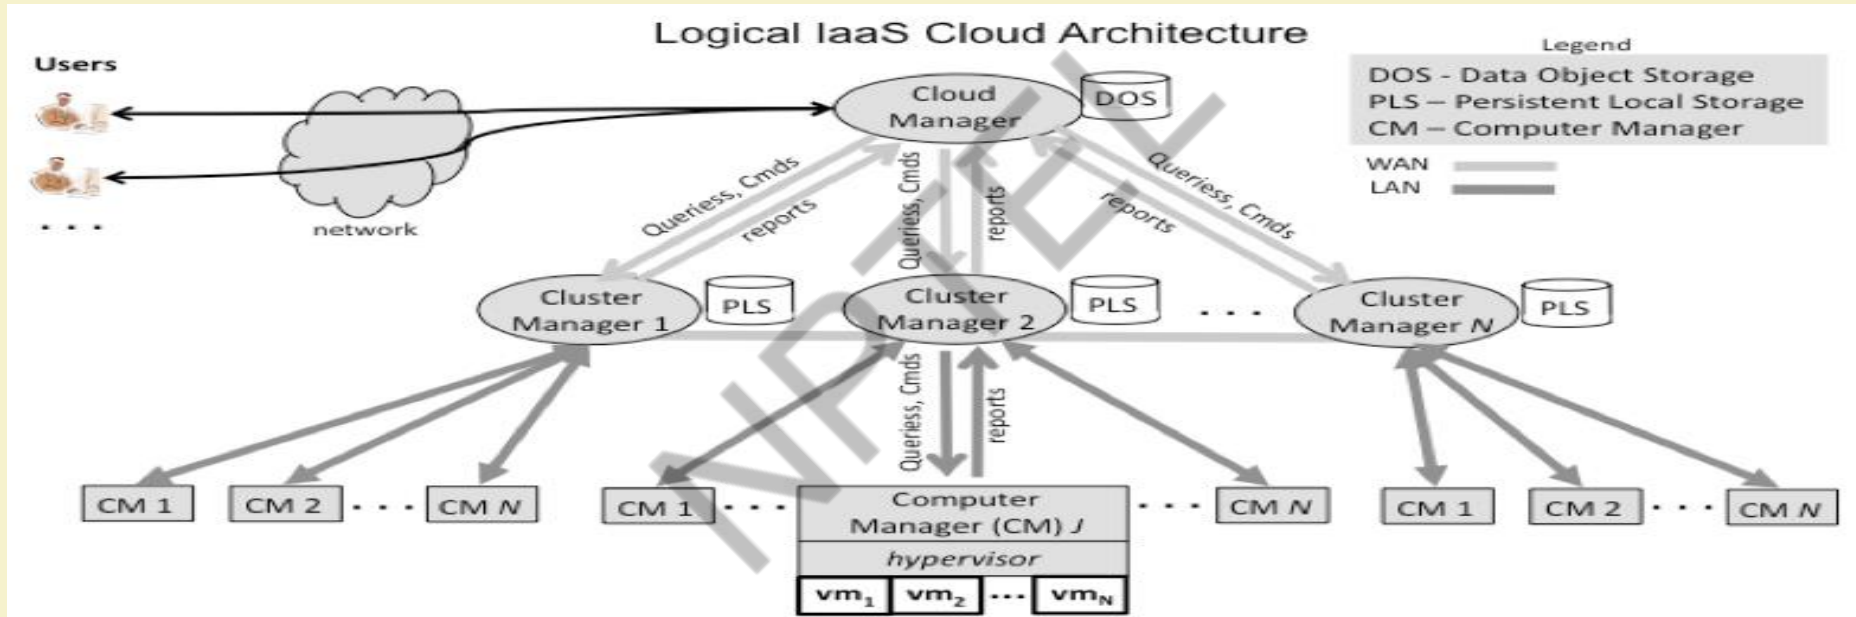 Logical IaaS Cloud Architecture
Legend
DOS - Data Object Storage
PLS – Persistent Local Storage
CM – Computer Manager
WAN
LAN
Users
. . .
network
Cloud
Manager
DOS
Queriess, Cmds
reports
Queriess, Cmds
reports
Queriess, Cmds
reports
Cluster
Manager 1
PLS
Cluster
Manager 2
PLS
. . . .
Cluster
Manager N
PLS
Queriess, Cmds
reports
CM 1
CM 2
. . . .
CM N
CM 1
. . . .
Computer
Manager (CM) J
hypervisor
vm₁
vm₂
...
vm_N
. . . .
CM N
CM 1
CM 2
. . . .
CM N
NPTEL